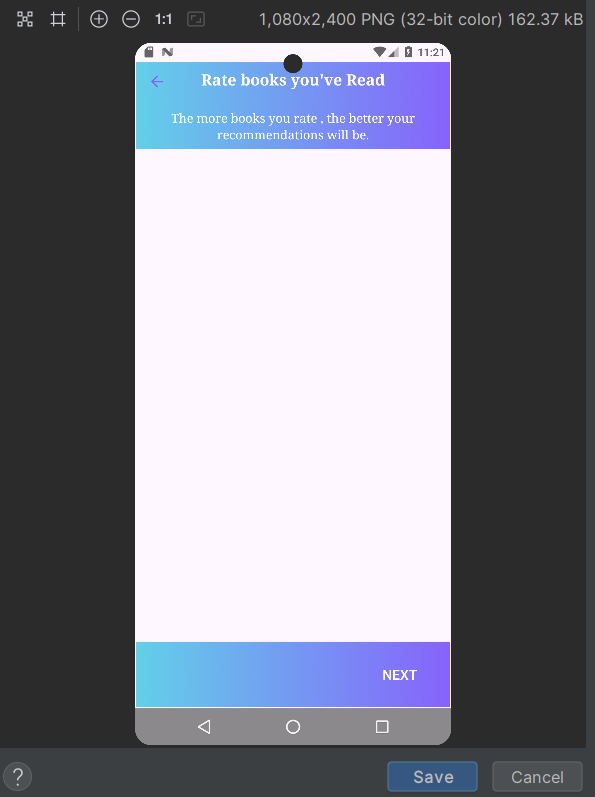 1:1
1,080x2,400 PNG (32-bit color) 162.37 kB
11:21
Rate books you've Read
The more books you rate , the better your
recommendations will be.
NEXT
?
Save
Cancel